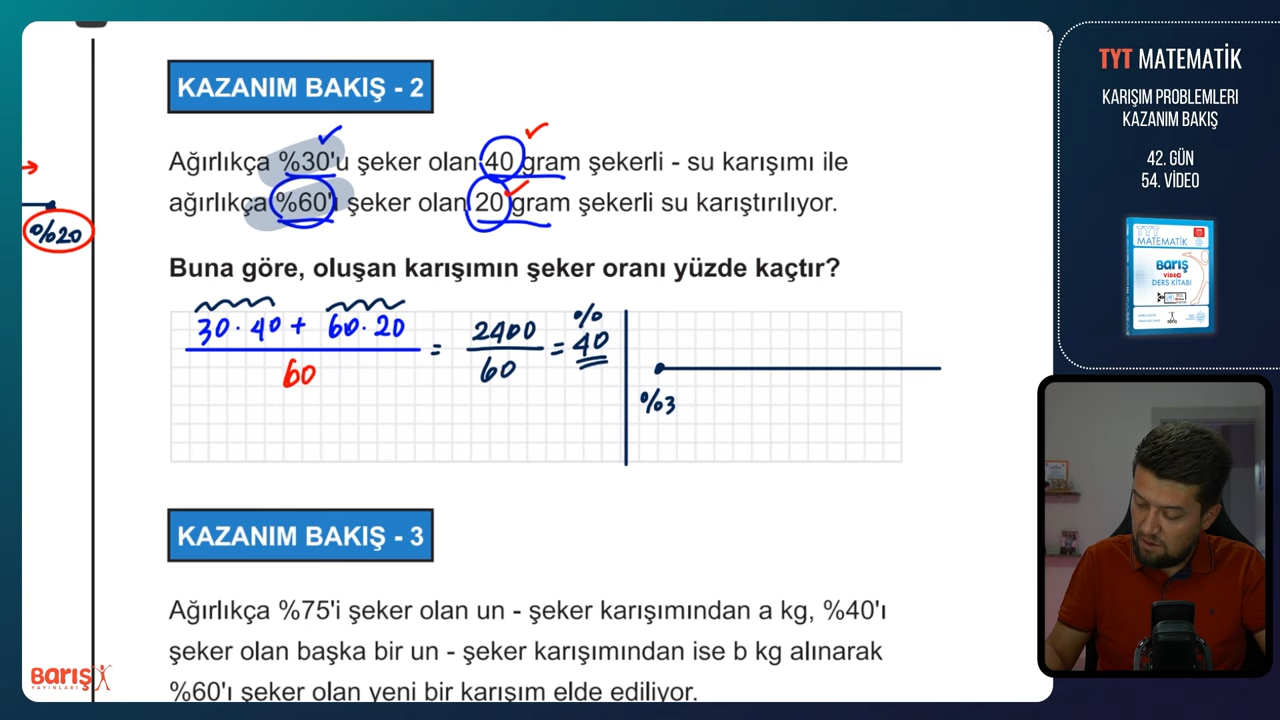 KAZANIM BAKIŞ - 2
Ağırlıkça %30'u şeker olan 40 gram şekerli - su karışımı ile
ağırlıkça %60'ı şeker olan 20 gram şekerli su karıştırılıyor.
Buna göre, oluşan karışımın şeker oranı yüzde kaçtır?
30 · 40 + 60 · 20
60
=
2400
60
= % 40
%3
%20
KAZANIM BAKIŞ - 3
Ağırlıkça %75'i şeker olan un - şeker karışımından a kg, %40'ı
şeker olan başka bir un - şeker karışımından ise b kg alınarak
%60'ı şeker olan yeni bir karışım elde ediliyor.
BARIŞ
YAYINLARI
TYT MATEMATİK
KARIŞIM PROBLEMLERI
KAZANIM BAKIŞ
42. GÜN
54. VİDEO
TYT
MATEMATİK
BARIŞ
VİDEO
DERS KİTABI